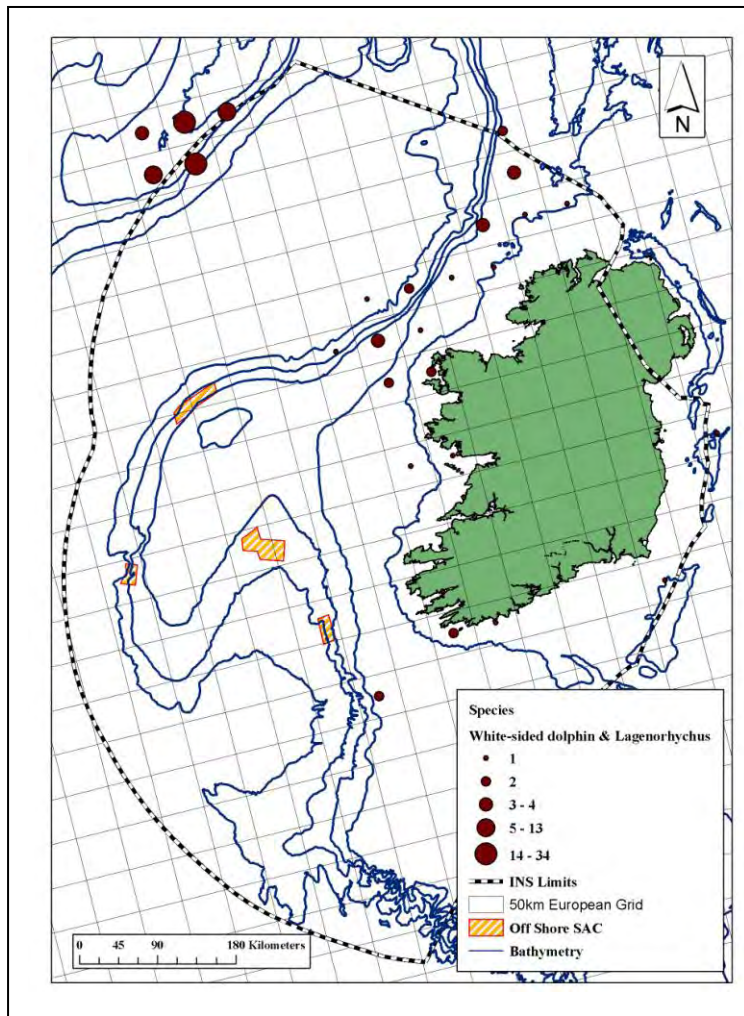 N
Species
White-sided dolphin & Lagenorhychus
1
2
3 - 4
5 - 13
14 - 34
INS Limits
50km European Grid
Off Shore SAC
Bathymetry
0 45 90 180 Kilometers